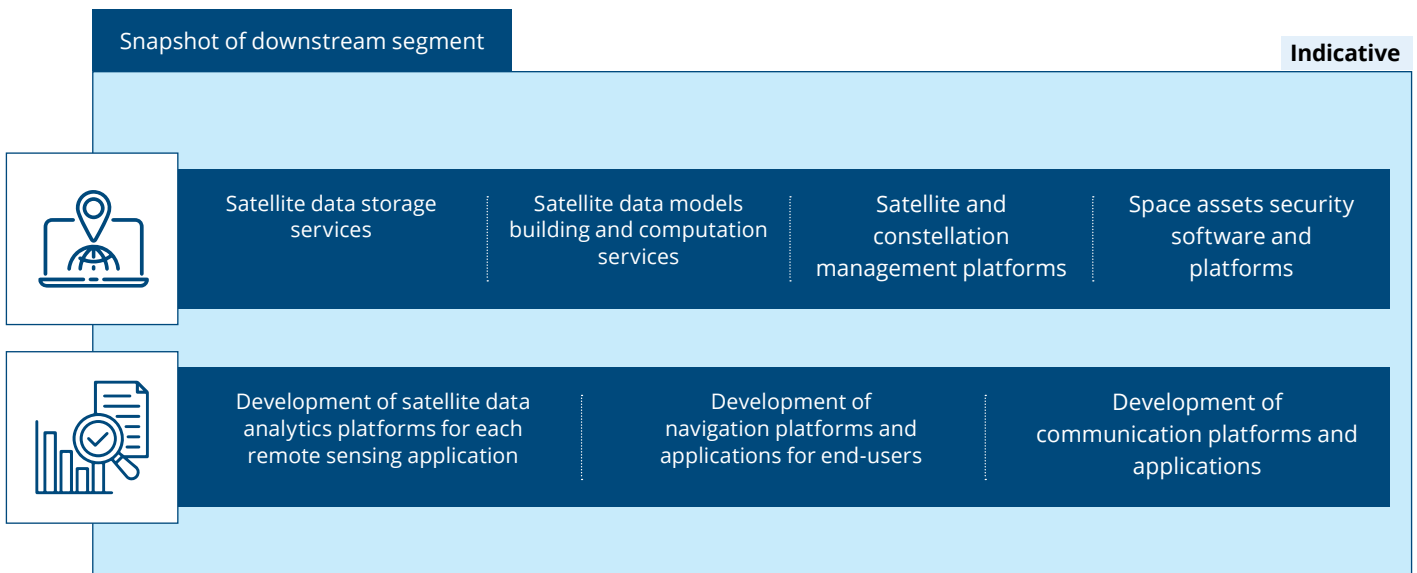 Snapshot of downstream segment
Indicative
Satellite data storage
services
Satellite data models
building and computation
services
Satellite and
constellation
management platforms
Space assets security
software and
platforms
Development of satellite data
analytics platforms for each
remote sensing application
Development of
navigation platforms and
applications for end-users
Development of
communication platforms and
applications